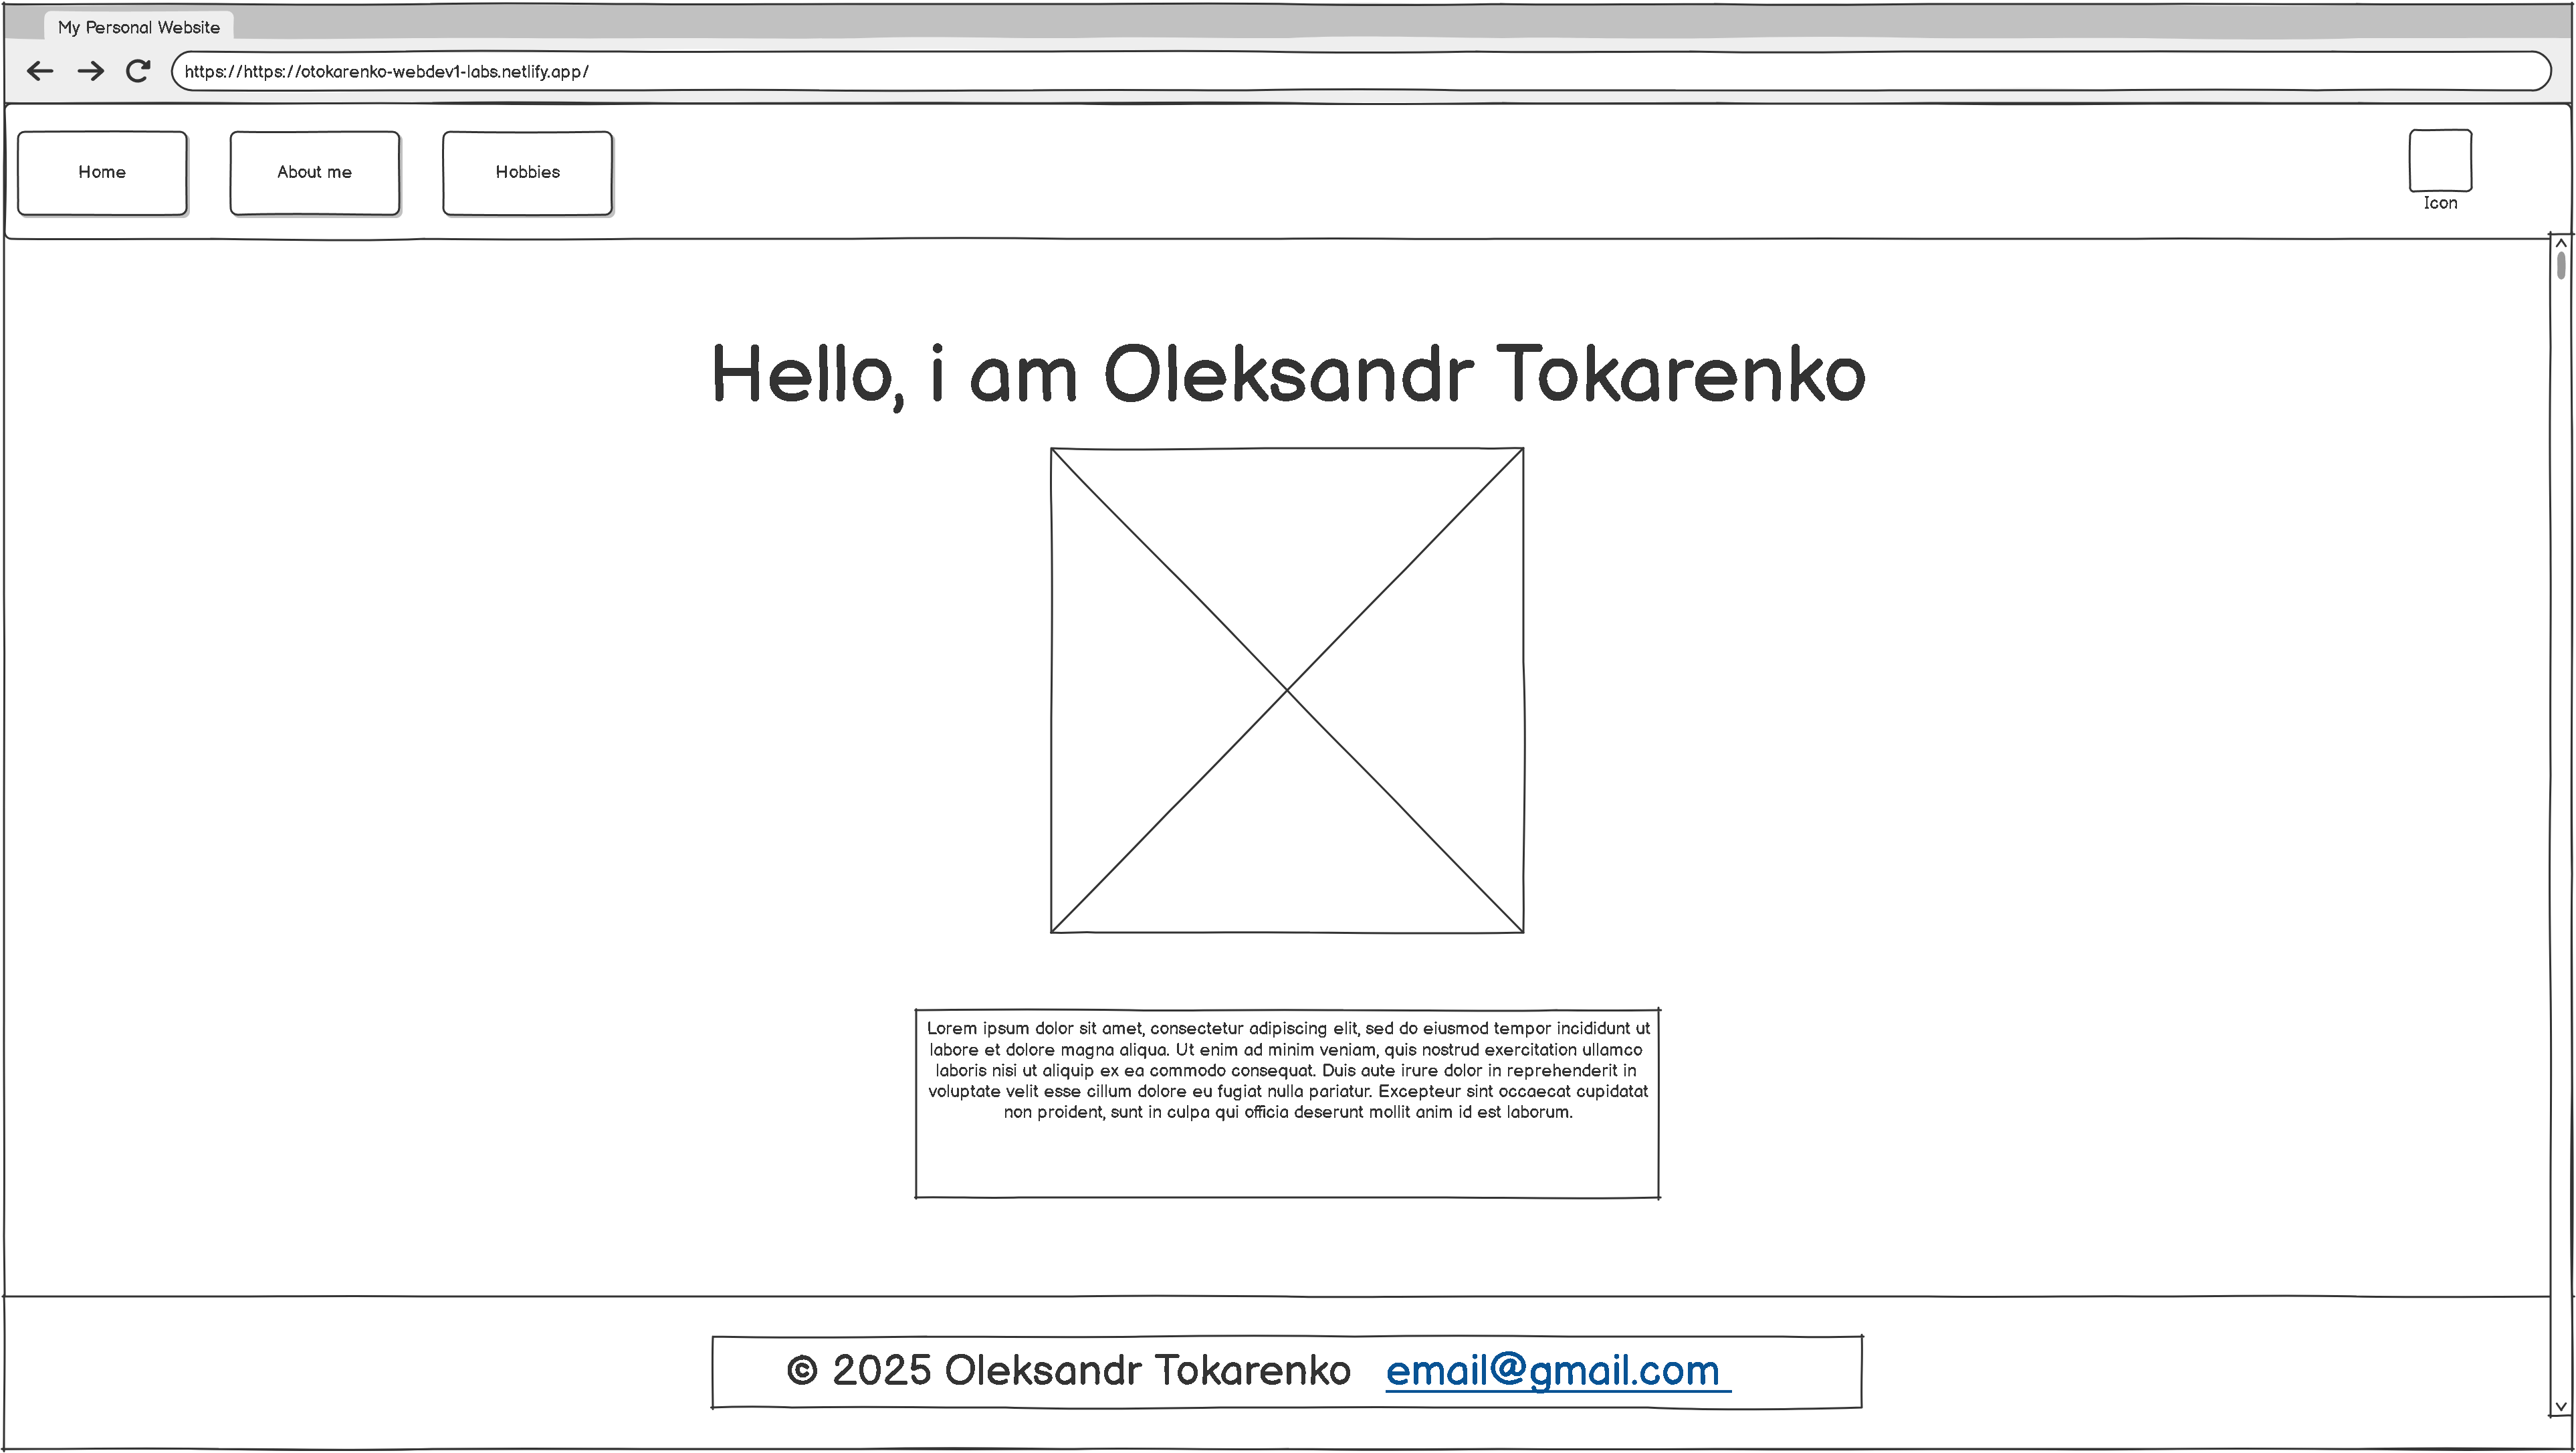 My Personal Website
https://https://otokarenko-webdev1-labs.netlify.app/
Home
About me
Hobbies
Icon
Hello, i am Oleksandr Tokarenko
Lorem ipsum dolor sit amet, consectetur adipiscing elit, sed do eiusmod tempor incididunt ut
labore et dolore magna aliqua. Ut enim ad minim veniam, quis nostrud exercitation ullamco
laboris nisi ut aliquip ex ea commodo consequat. Duis aute irure dolor in reprehenderit in
voluptate velit esse cillum dolore eu fugiat nulla pariatur. Excepteur sint occaecat cupidatat
non proident, sunt in culpa qui officia deserunt mollit anim id est laborum.
© 2025 Oleksandr Tokarenko email@gmail.com